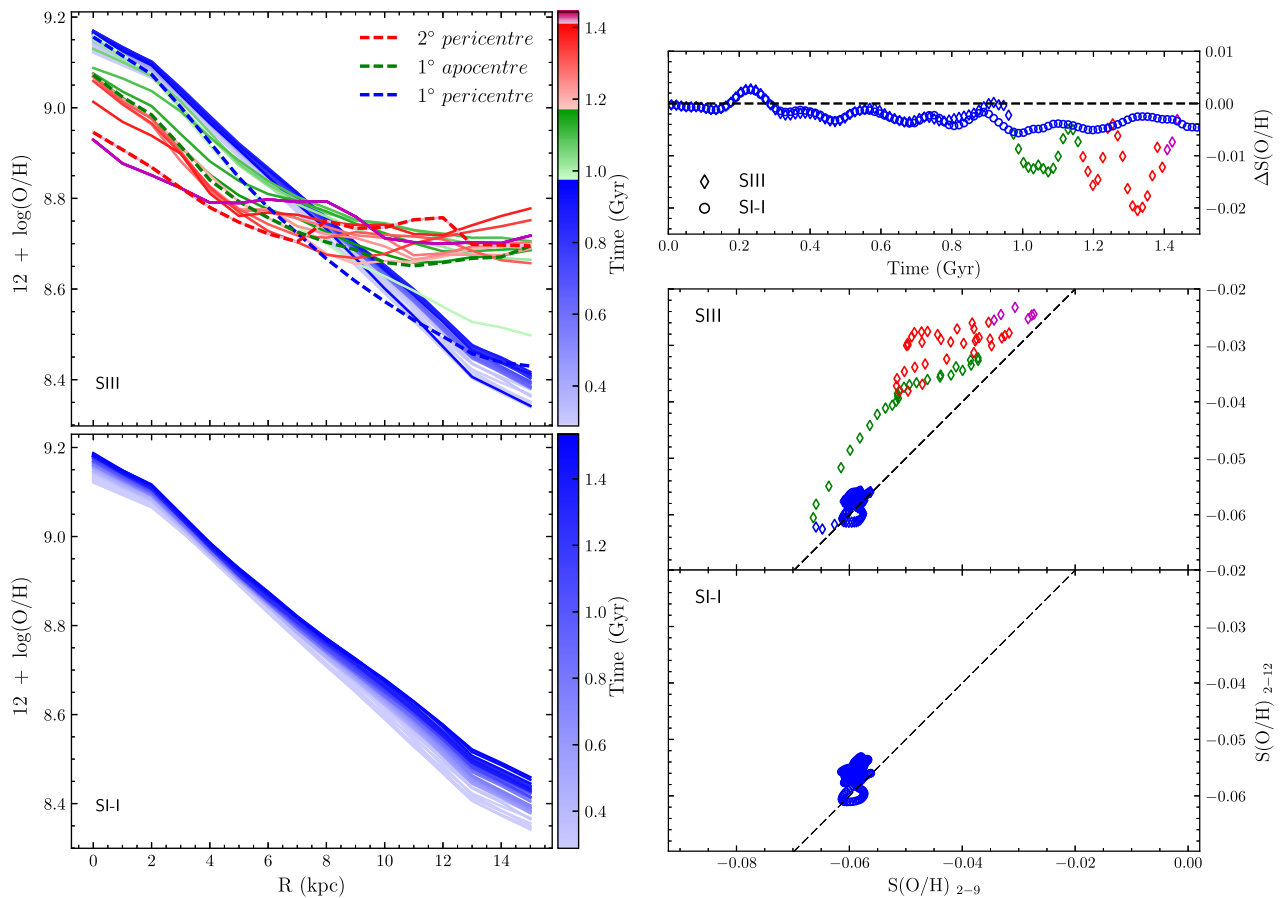 9.2
9.0
8.8
8.6
8.4
12 + log(O/H)
2° pericentre
1° apocentre
1° pericentre
SIII
1.4
1.2
1.0
0.8
0.6
0.4
Time (Gyr)
9.2
9.0
8.8
8.6
8.4
12 + log(O/H)
SI-I
0 2 4 6 8 10 12 14
R (kpc)
1.4
1.2
1.0
0.8
0.6
0.4
Time (Gyr)
0.01
0.00
−0.01
−0.02
ΔS(O/H)
SIII
SI-I
0.0 0.2 0.4 0.6 0.8 1.0 1.2 1.4
Time (Gyr)
SIII
−0.02
−0.03
−0.04
−0.05
−0.06
−0.02
−0.03
−0.04
−0.05
−0.06
S(O/H) 2−12
SI-I
−0.08 −0.06 −0.04 −0.02 0.00
S(O/H) 2−9